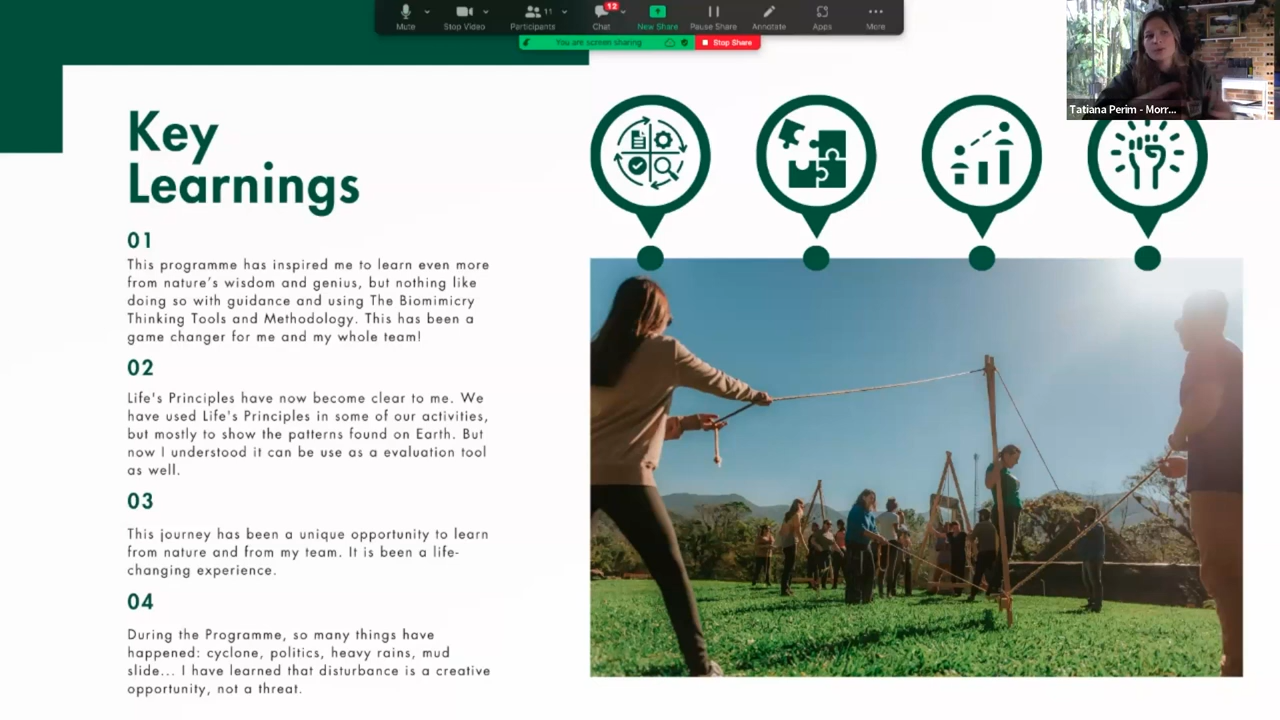 Mute
Stop Video
Participants
11
Chat
12
New Share
Pause Share
Annotate
Apps
More
You are screen sharing
Stop Share
Tatiana Perim - Morr...
Key
Learnings
01
This programme has inspired me to learn even more
from nature's wisdom and genius, but nothing like
doing so with guidance and using The Biomimicry
Thinking Tools and Methodology. This has been a
game changer for me and my whole team!
02
Life's Principles have now become clear to me. We
have used Life's Principles in some of our activities,
but mostly to show the patterns found on Earth. But
now I understood it can be use as a evaluation tool
as well.
03
This journey has been a unique opportunity to learn
from nature and from my team. It is been a life-
changing experience.
04
During the Programme, so many things have
happened: cyclone, politics, heavy rains, mud
slide... I have learned that disturbance is a creative
opportunity, not a threat.